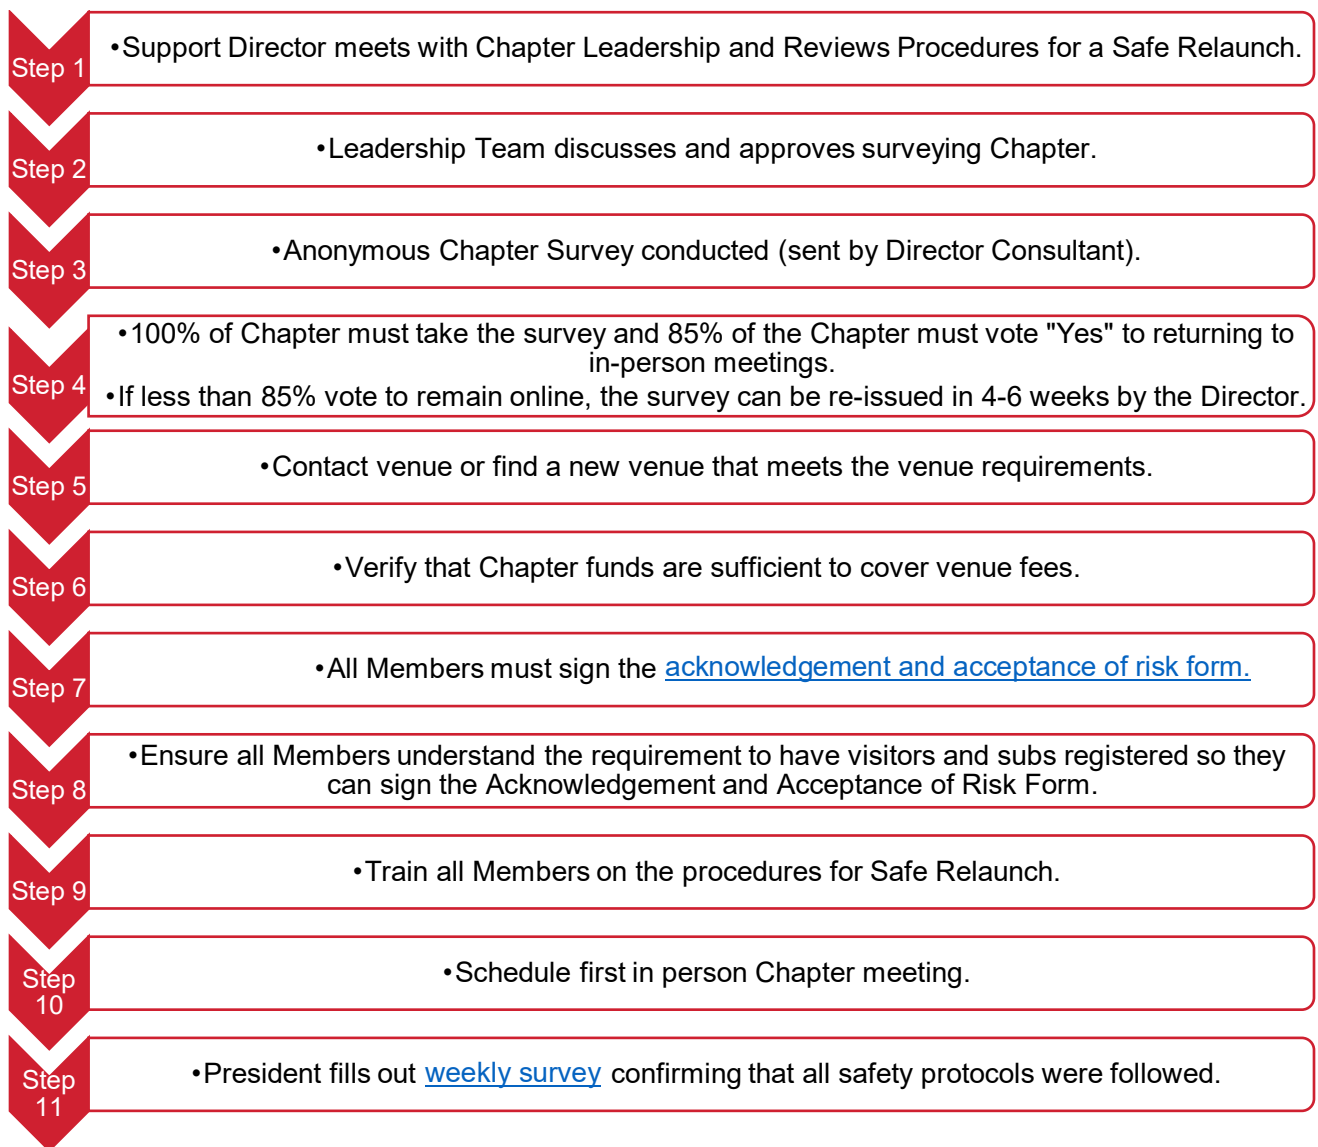 Step 1
•Support Director meets with Chapter Leadership and Reviews Procedures for a Safe Relaunch.
Step 2
•Leadership Team discusses and approves surveying Chapter.
Step 3
•Anonymous Chapter Survey conducted (sent by Director Consultant).
Step 4
•100% of Chapter must take the survey and 85% of the Chapter must vote "Yes" to returning to
in-person meetings.
•If less than 85% vote to remain online, the survey can be re-issued in 4-6 weeks by the Director.
Step 5
•Contact venue or find a new venue that meets the venue requirements.
Step 6
•Verify that Chapter funds are sufficient to cover venue fees.
Step 7
•All Members must sign the acknowledgement and acceptance of risk form.
Step 8
•Ensure all Members understand the requirement to have visitors and subs registered so they
can sign the Acknowledgement and Acceptance of Risk Form.
Step 9
•Train all Members on the procedures for Safe Relaunch.
Step
10
•Schedule first in person Chapter meeting.
Step
11
•President fills out weekly survey confirming that all safety protocols were followed.